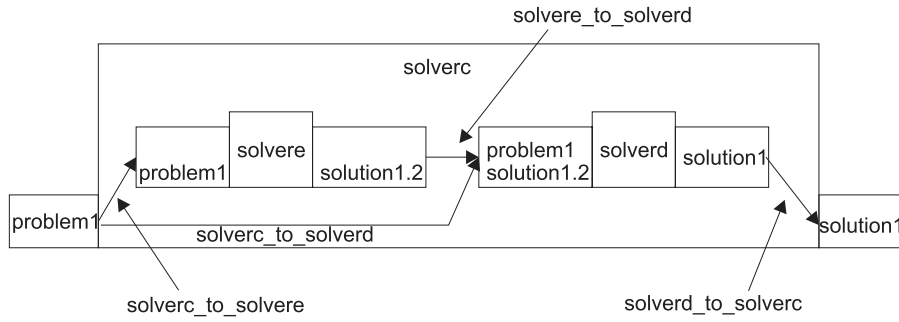 solvere_to_solverd
solverc
solvere
problem1
solution1.2
problem1
solution1.2
solverd
solution1
problem1
solverc_to_solverd
solution1
solverc_to_solvere
solverd_to_solverc